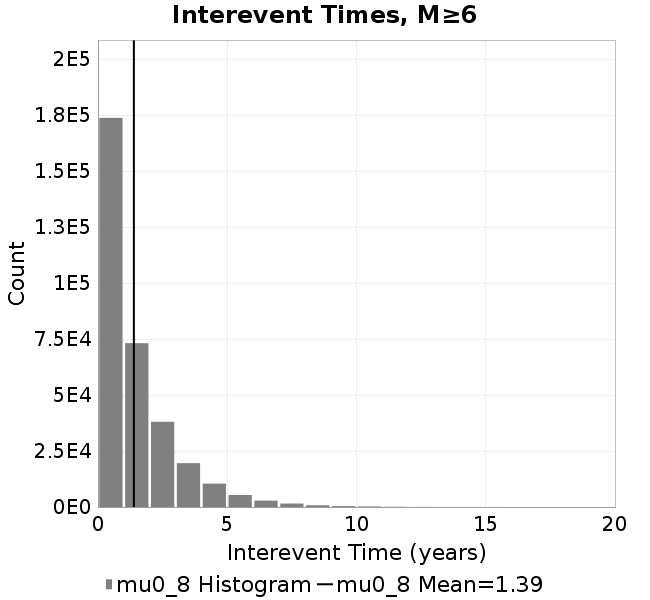 Interevent Times, M≥6
2E5
1.8E5
1.5E5
1.3E5
1E5
7.5E4
5E4
2.5E4
0E0
Count
0 5 10 15 20
Interevent Time (years)
mu0_8 Histogram mu0_8 Mean=1.39